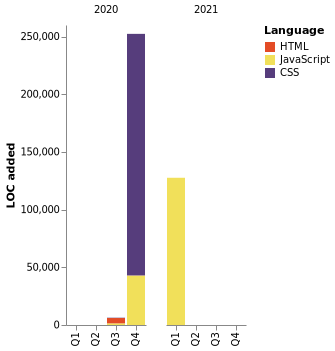 2020 2021
Language
HTML
JavaScript
CSS
LOC added
250,000
200,000
150,000
100,000
50,000
0
Q1 Q2 Q3 Q4 Q1 Q2 Q3 Q4